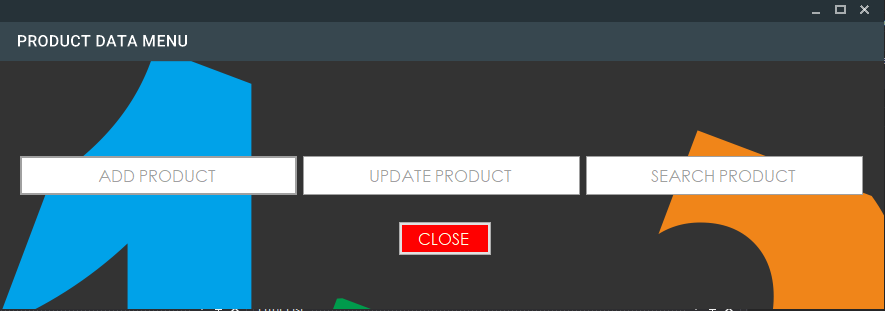 PRODUCT DATA MENU
ADD PRODUCT
UPDATE PRODUCT
SEARCH PRODUCT
CLOSE